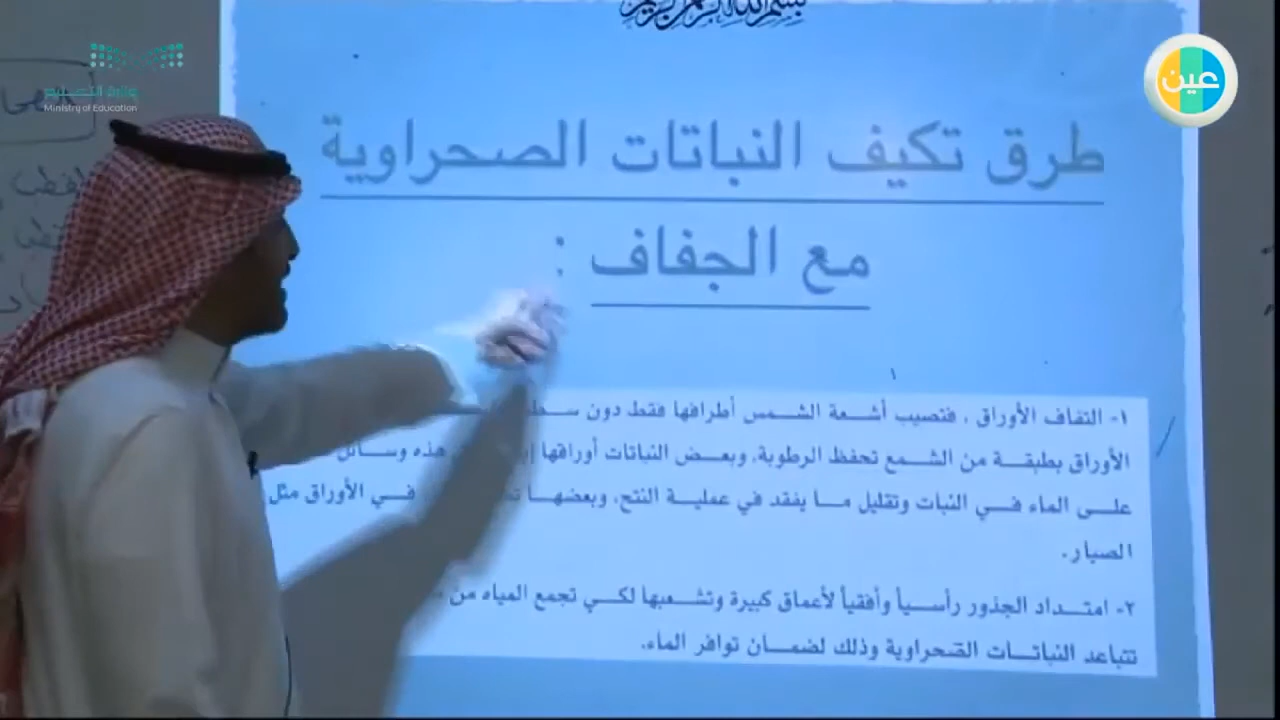 بسم الله الرحمن الرحيم
وزارة التعليم
Ministry of Education
عين
طرق تكيف النباتات الصحراوية
مع الجفاف :
١- التفاف الأوراق ، فتصيب أشعة الشمس أطرافها فقط دون
الأوراق بطبقة من الشمع تحفظ الرطوبة، وبعض النباتات أوراقها هذه وسائل
على الماء في النبات وتقليل ما يفقد في عملية النتح، وبعضها في الأوراق مثل
الصبار.
٢- امتداد الجذور رأسياً وأفقياً لأعماق كبيرة وتشعبها لكي تجمع المياه من
تتباعد النباتات الصحراوية وذلك لضمان توافر الماء.